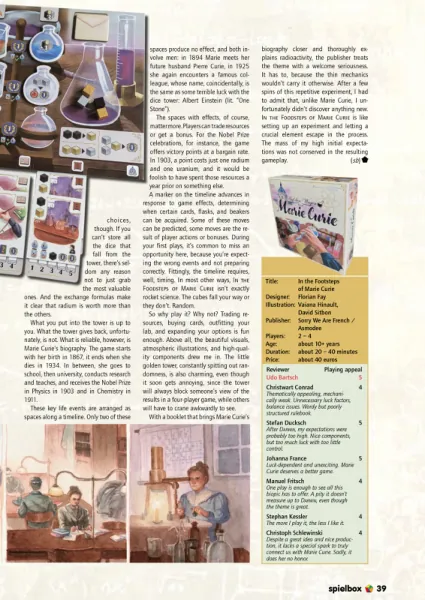 choices,
though. If you
can't store all
the dice that
fall from the
tower, there's sel-
dom any reason
not to just grab
the most valuable
ones. And the exchange formulas make
it clear that radium is worth more than
the others.
What you put into the tower is up to
you. What the tower gives back, unfortu-
nately, is not. What is reliable, however, is
Marie Curie's biography. The game starts
with her birth in 1867, it ends when she
dies in 1934. In between, she goes to
school, then university, conducts research
and teaches, and receives the Nobel Prize
in Physics in 1903 and in Chemistry in
1911.
These key life events are arranged as
spaces along a timeline. Only two of these
spaces produce no effect, and both in-
volve men: in 1894 Marie meets her
future husband Pierre Curie, in 1925
she again encounters a famous col-
league, whose name, coincidentally, is
the same as some terrible luck with the
dice tower: Albert Einstein (lit. "One
Stone").
The spaces with effects, of course,
matter more. Players can trade resources
or get a bonus. For the Nobel Prize
celebrations, for instance, the game
offers victory points at a bargain rate.
In 1903, a point costs just one radium
and one uranium, and it would be
foolish to have spent those resources a
year prior on something else.
A marker on the timeline advances in
response to game effects, determining
when certain cards, flasks, and beakers
can be acquired. Some of these moves
can be predicted, some moves are the re-
sult of player actions or bonuses. During
your first plays, it's common to miss an
opportunity here, because you're expect-
ing the wrong events and not preparing
correctly. Fittingly, the timeline requires,
well, timing. In most other ways, In the
Footsteps of Marie Curie isn't exactly
rocket science. The cubes fall your way or
they don't. Random.
So why play it? Why not? Trading re-
sources, buying cards, outfitting your
lab, and expanding your options is fun
enough. Above all, the beautiful visuals,
atmospheric illustrations, and high-qual-
ity components drew me in. The little
golden tower, constantly spitting out ran-
domness, is also charming, even though
it soon gets annoying, since the tower
will always block someone's view of the
results in a four-player game, while others
will have to crane awkwardly to see.
With a booklet that brings Marie Curie's
biography closer and thoroughly ex-
plains radioactivity, the publisher treats
the theme with a welcome seriousness.
It has to, because the thin mechanics
wouldn't carry it otherwise. After a few
spins of this repetitive experiment, I had
to admit that, unlike Marie Curie, I un-
fortunately didn't discover anything new.
In the Footsteps of Marie Curie is like
setting up an experiment and letting a
crucial element escape in the process.
The mass of my high initial expecta-
tions was not conserved in the resulting
gameplay. (sb)
Marie Curie
Title: In the Footsteps
of Marie Curie
Designer: Florian Fay
Illustration: Vaiana Hinault,
David Sitbon
Publisher: Sorry We Are French /
Asmodee
Players: 2 – 4
Age: about 10+ years
Duration: about 20 – 40 minutes
Price: about 40 euros
Reviewer Playing appeal
Udo Bartsch 5
Christwart Conrad 4
Thematically appealing, mechani-
cally weak. Unnecessary luck factors,
balance issues. Wordy but poorly
structured rulebook.
Stefan Ducksch 5
After Daxeo, my expectations were
probably too high. Nice components,
but too much luck with too little
control.
Johanna France 5
Luck-dependent and unexciting. Marie
Curie deserves a better game.
Manuel Fritsch 4
One play is enough to see all this
biopic has to offer. A pity it doesn't
measure up to Daxeo, even though
the theme is great.
Stephan Kessler 4
The more I play it, the less I like it.
Christoph Schlewinski 4
Despite a great idea and nice produc-
tion, it lacks a special spark to truly
connect us with Marie Curie. Sadly, it
does her no honor.
spielbox 39